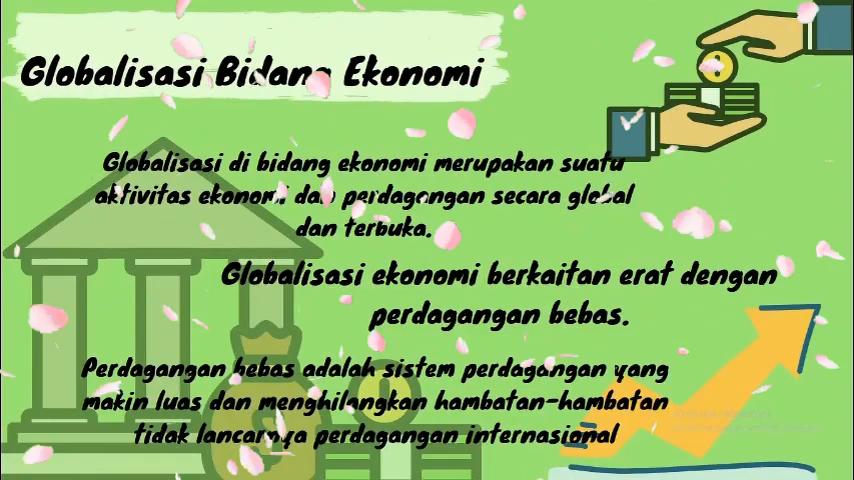 Globalisasi Bidang Ekonomi
Globalisasi di bidang ekonomi merupakan suatu
aktivitas ekonomi dan perdagangan secara global
dan terbuka.
Globalisasi ekonomi berkaitan erat dengan
perdagangan bebas.
Perdagangan bebas adalah sistem perdagangan yang
makin luas dan menghilangkan hambatan-hambatan
tidak lancarnya perdagangan internasional